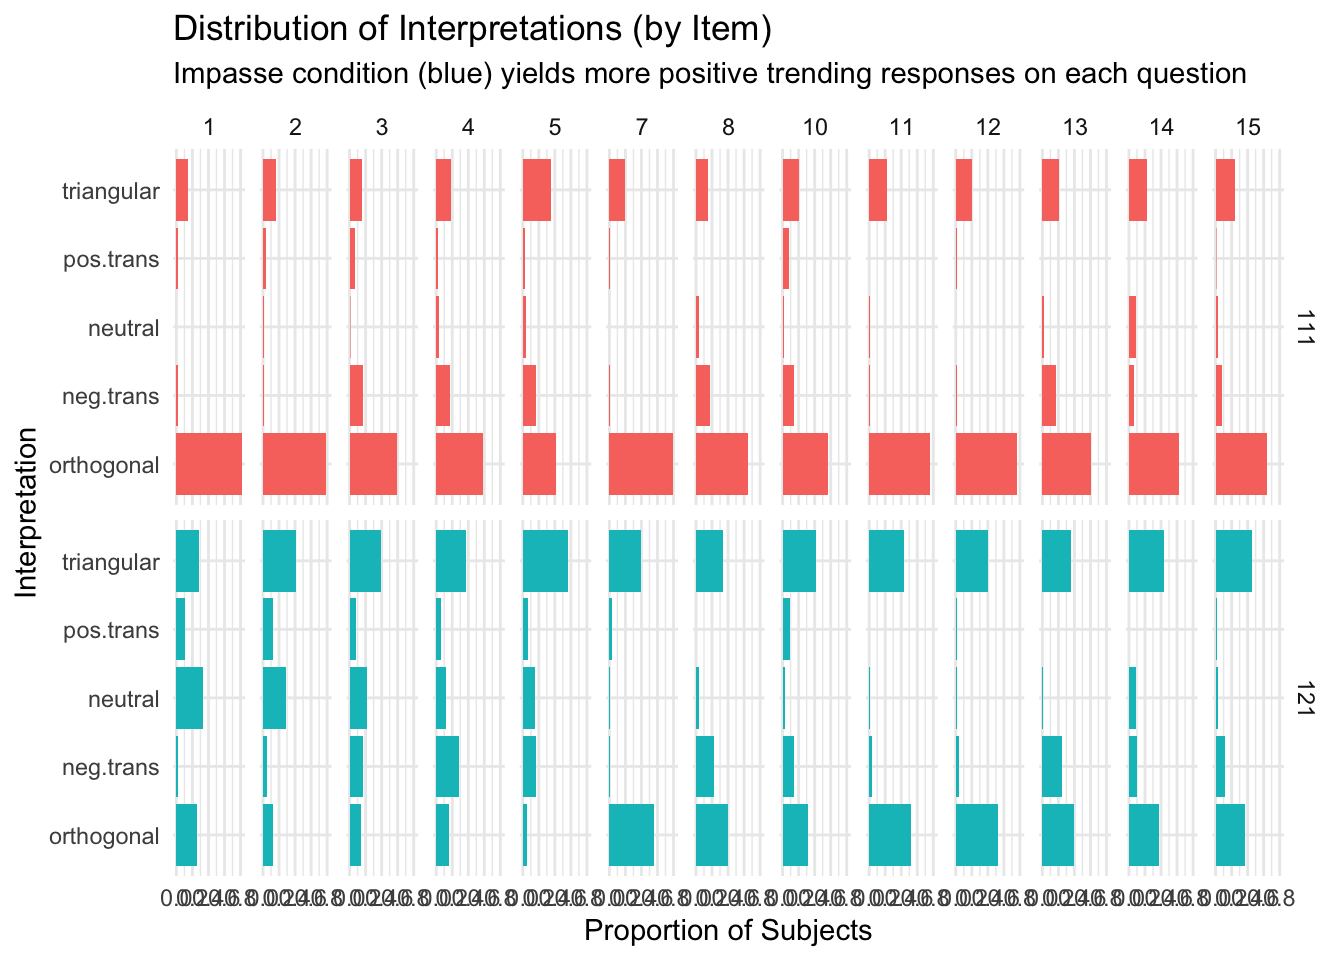 Distribution of Interpretations (by Item)
Impasse condition (blue) yields more positive trending responses on each question
1 2 3 4 5 7 8 10 11 12 13 14 15
triangular
pos.trans
neutral
neg.trans
orthogonal
111
triangular
pos.trans
neutral
neg.trans
orthogonal
121
Interpretation
Proportion of Subjects